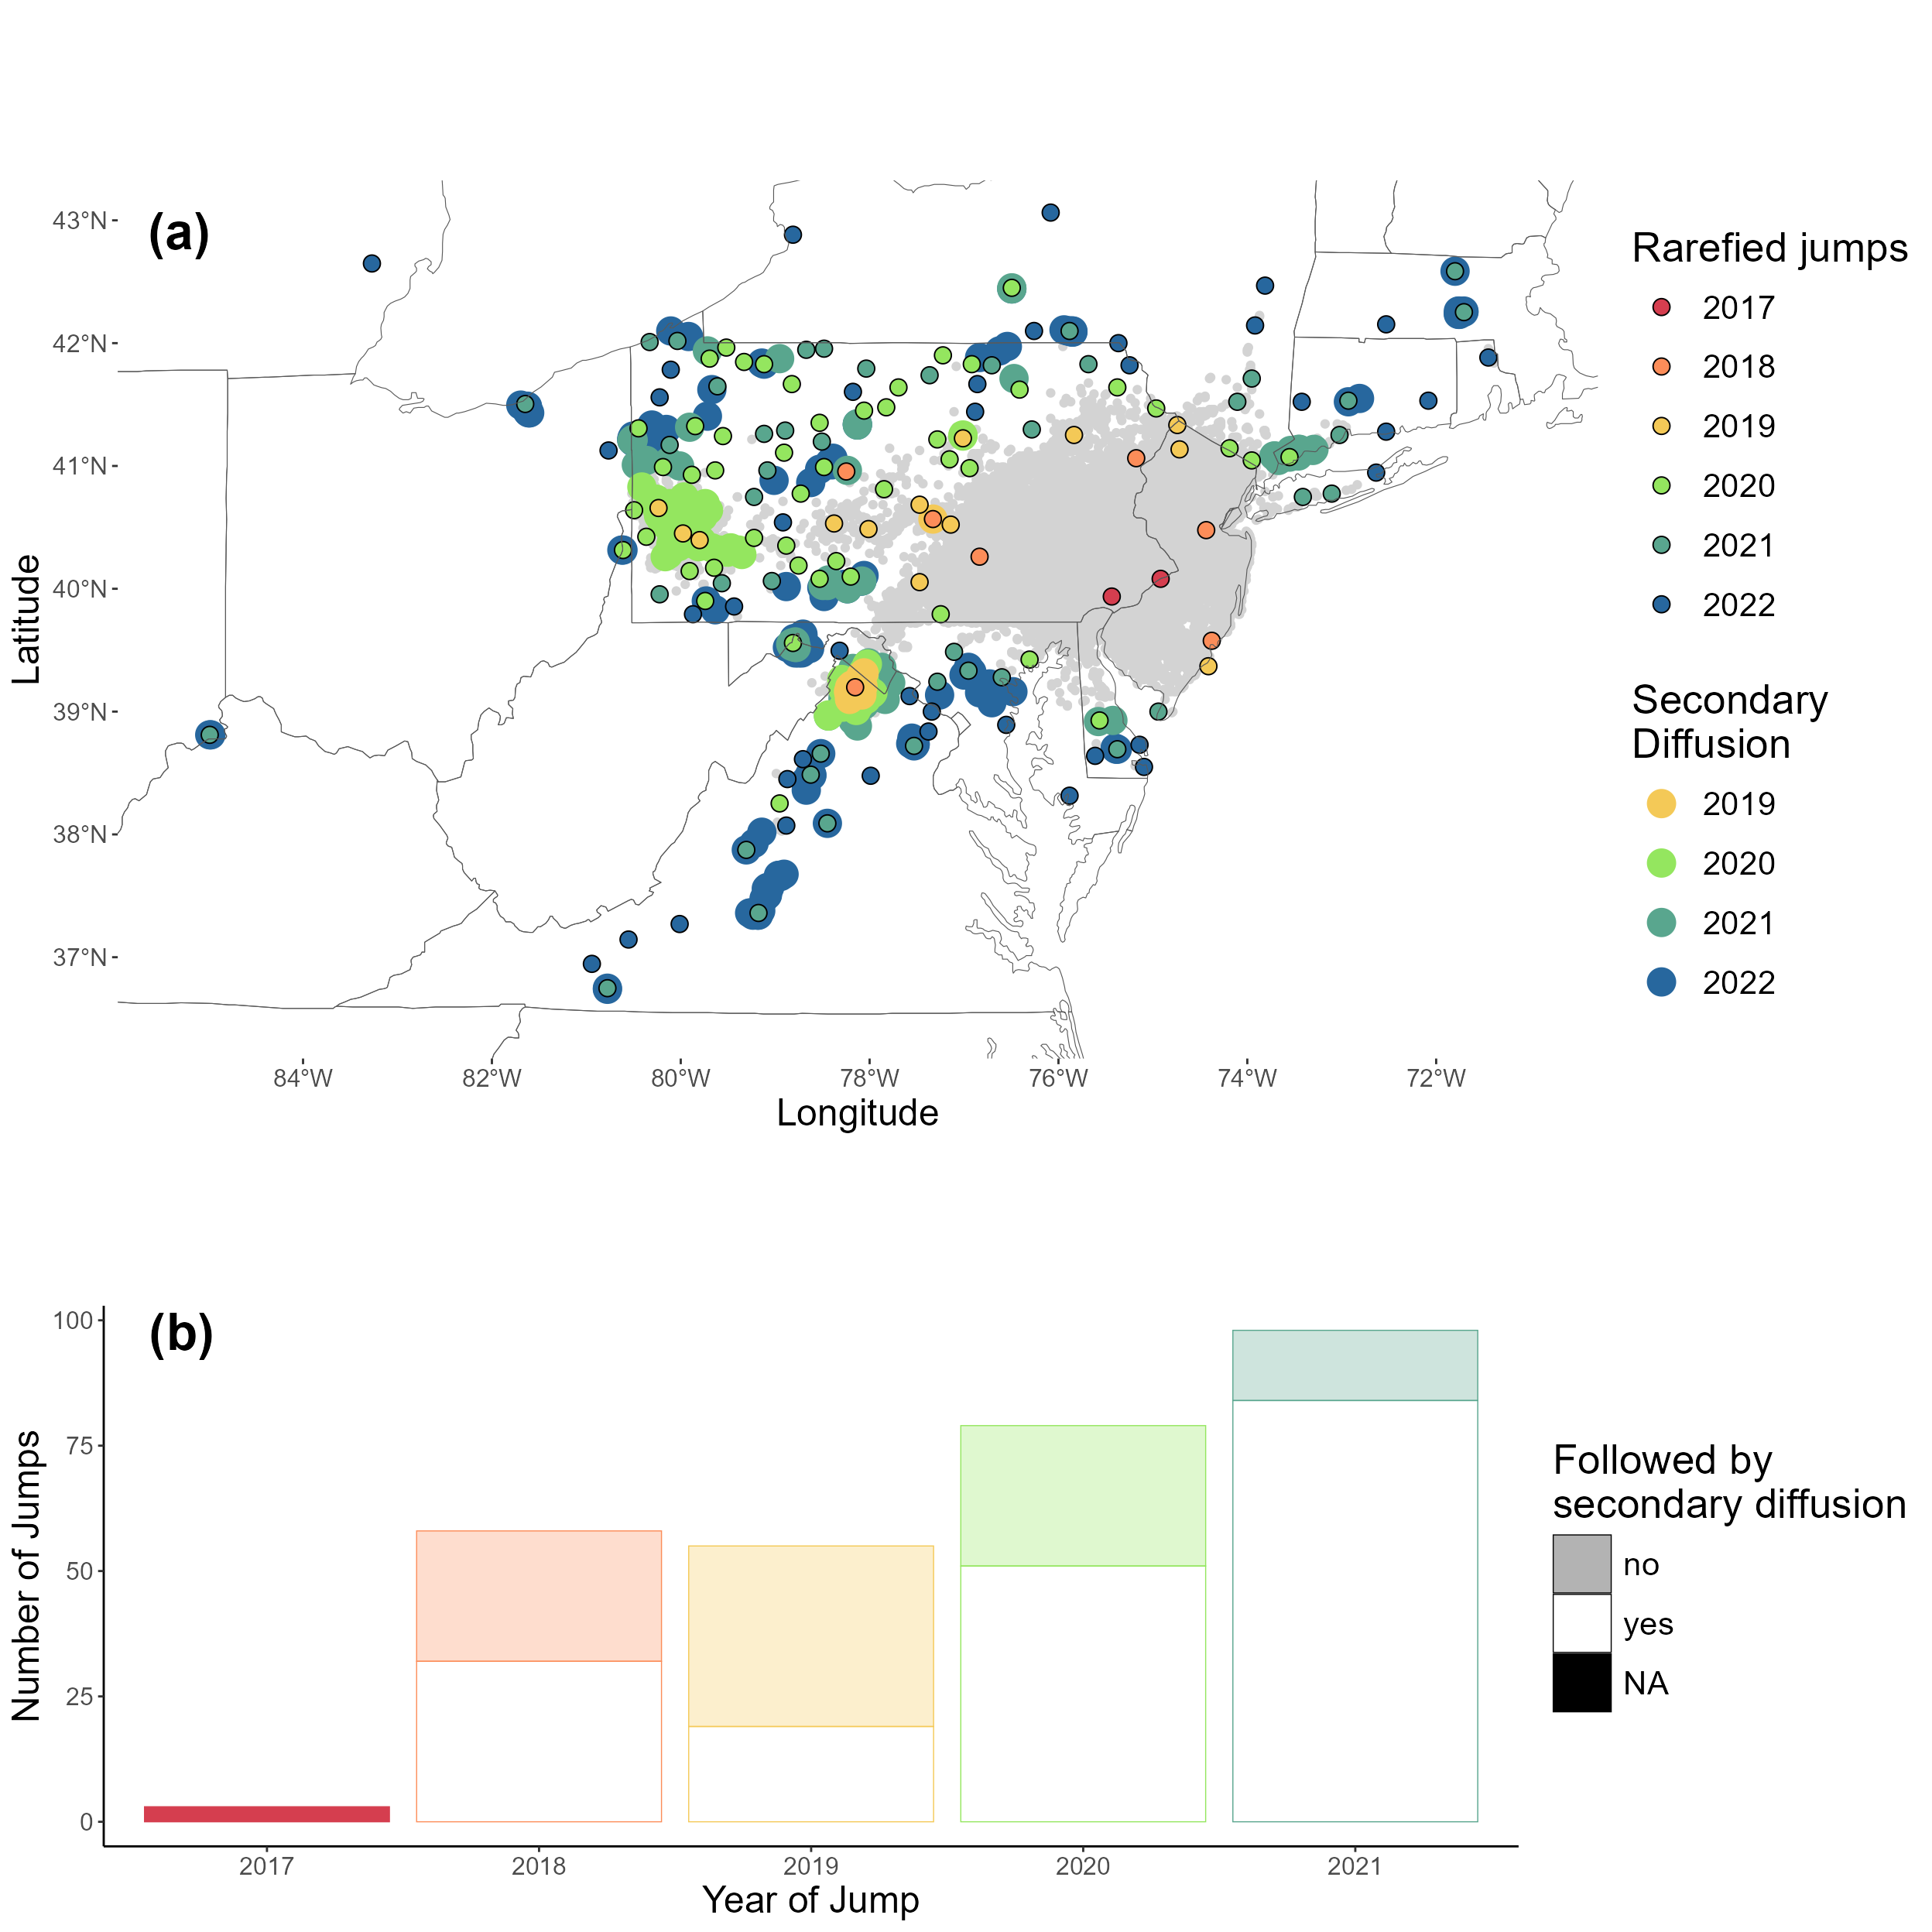 (a)
43°N
42°N
41°N
40°N
39°N
38°N
37°N
Latitude
84°W 82°W 80°W 78°W 76°W 74°W 72°W
Longitude
Rarefied jumps
2017
2018
2019
2020
2021
2022
Secondary
Diffusion
2019
2020
2021
2022
(b)
100
75
50
25
0
Number of Jumps
2017 2018 2019 2020 2021
Year of Jump
Followed by
secondary diffusion
no
yes
NA